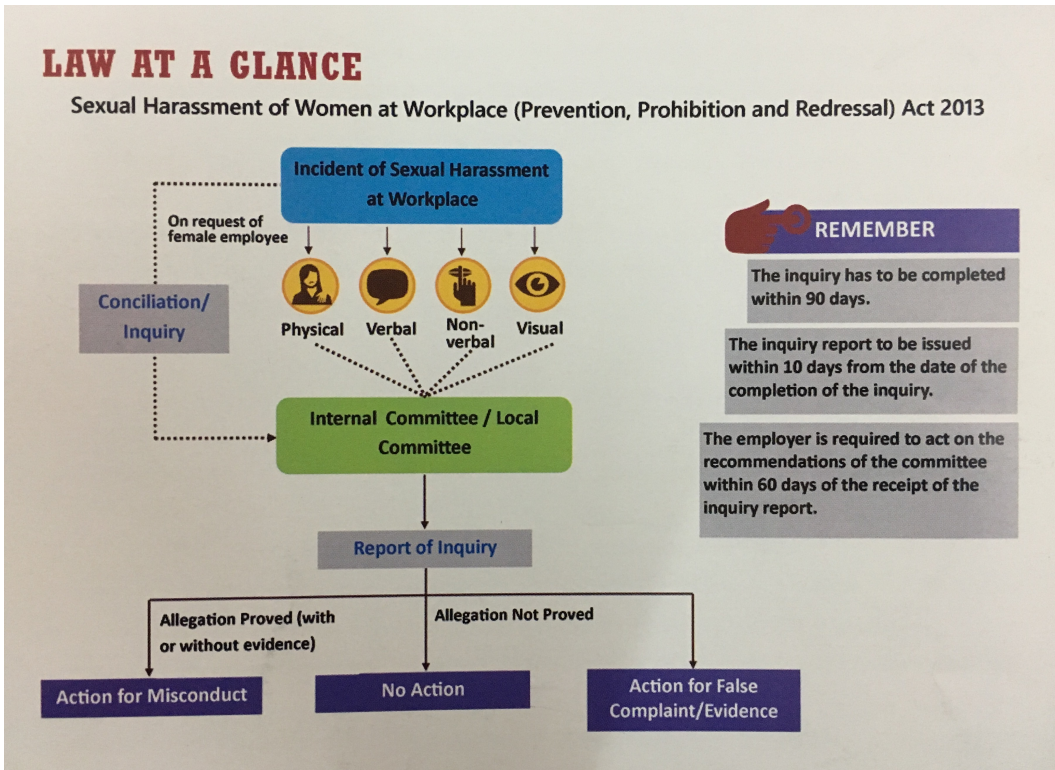 LAW AT A GLANCE
Sexual Harassment of Women at Workplace (Prevention, Prohibition and Redressal) Act 2013
Incident of Sexual Harassment
at Workplace
On request of
female employee
Conciliation/
Inquiry
Physical
Verbal
Non-
verbal
Visual
Internal Committee / Local
Committee
Report of Inquiry
Allegation Proved (with
or without evidence)
Allegation Not Proved
Action for Misconduct
No Action
Action for False
Complaint/Evidence
REMEMBER
The inquiry has to be completed
within 90 days.
The inquiry report to be issued
within 10 days from the date of the
completion of the inquiry.
The employer is required to act on the
recommendations of the committee
within 60 days of the receipt of the
inquiry report.